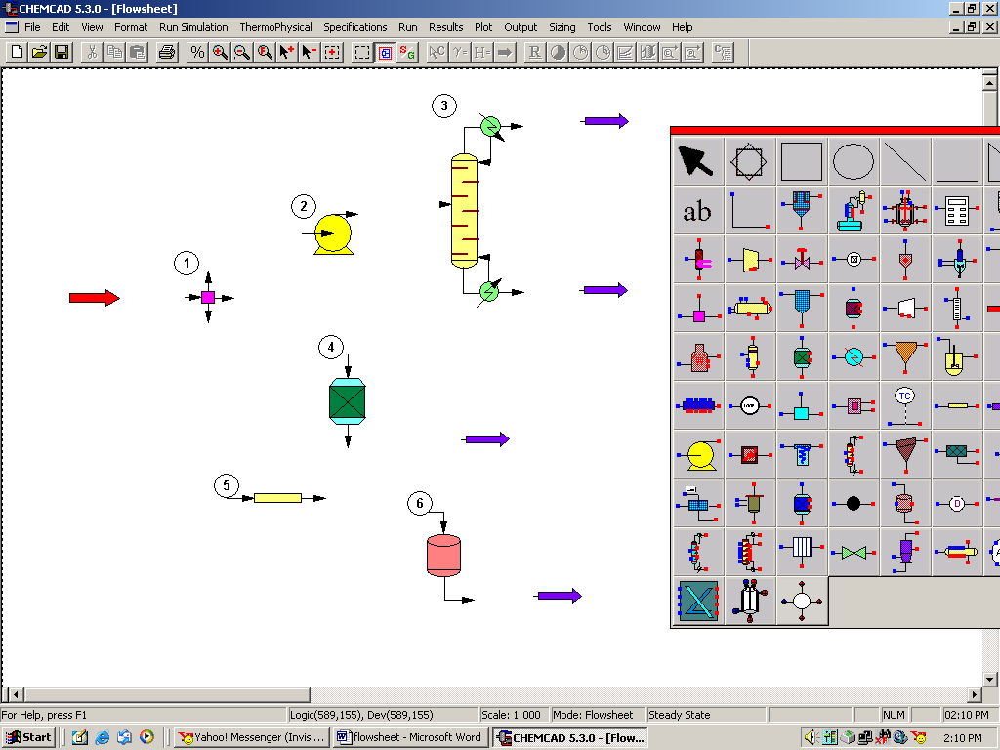 CHEMCAD 5.3.0 - [Flowsheet]
File Edit View Format Run Simulation ThermoPhysical Specifications Run Results Plot Output Sizing Tools Window Help
% S G C γ= H= R
3
2
1
ab
4
TC
5
6
D
For Help, press F1 Logic(589,155), Dev(589,155) Scale: 1.000 Mode: Flowsheet Steady State NUM 02:10 PM
Start Yahoo! Messenger (Invisi... flowsheet - Microsoft Word CHEMCAD 5.3.0 - [Flow... 2:10 PM